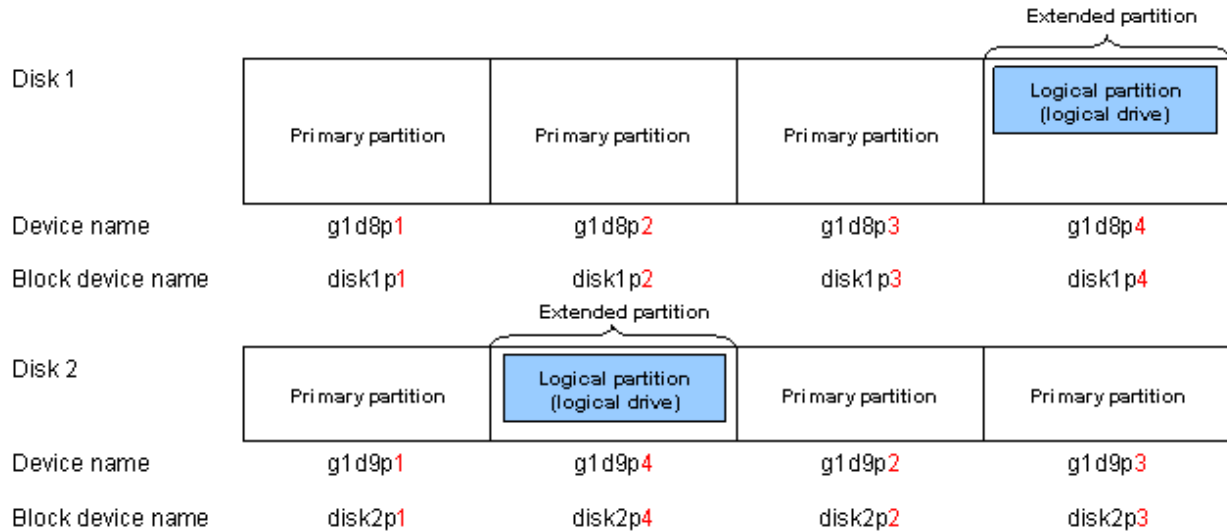 Extended partition
Disk 1
Primary partition Primary partition Primary partition Logical partition
(logical drive)
Device name g1d8p1 g1d8p2 g1d8p3 g1d8p4
Block device name disk1p1 disk1p2 disk1p3 disk1p4
Extended partition
Disk 2
Primary partition Logical partition
(logical drive) Primary partition Primary partition
Device name g1d9p1 g1d9p4 g1d9p2 g1d9p3
Block device name disk2p1 disk2p4 disk2p2 disk2p3